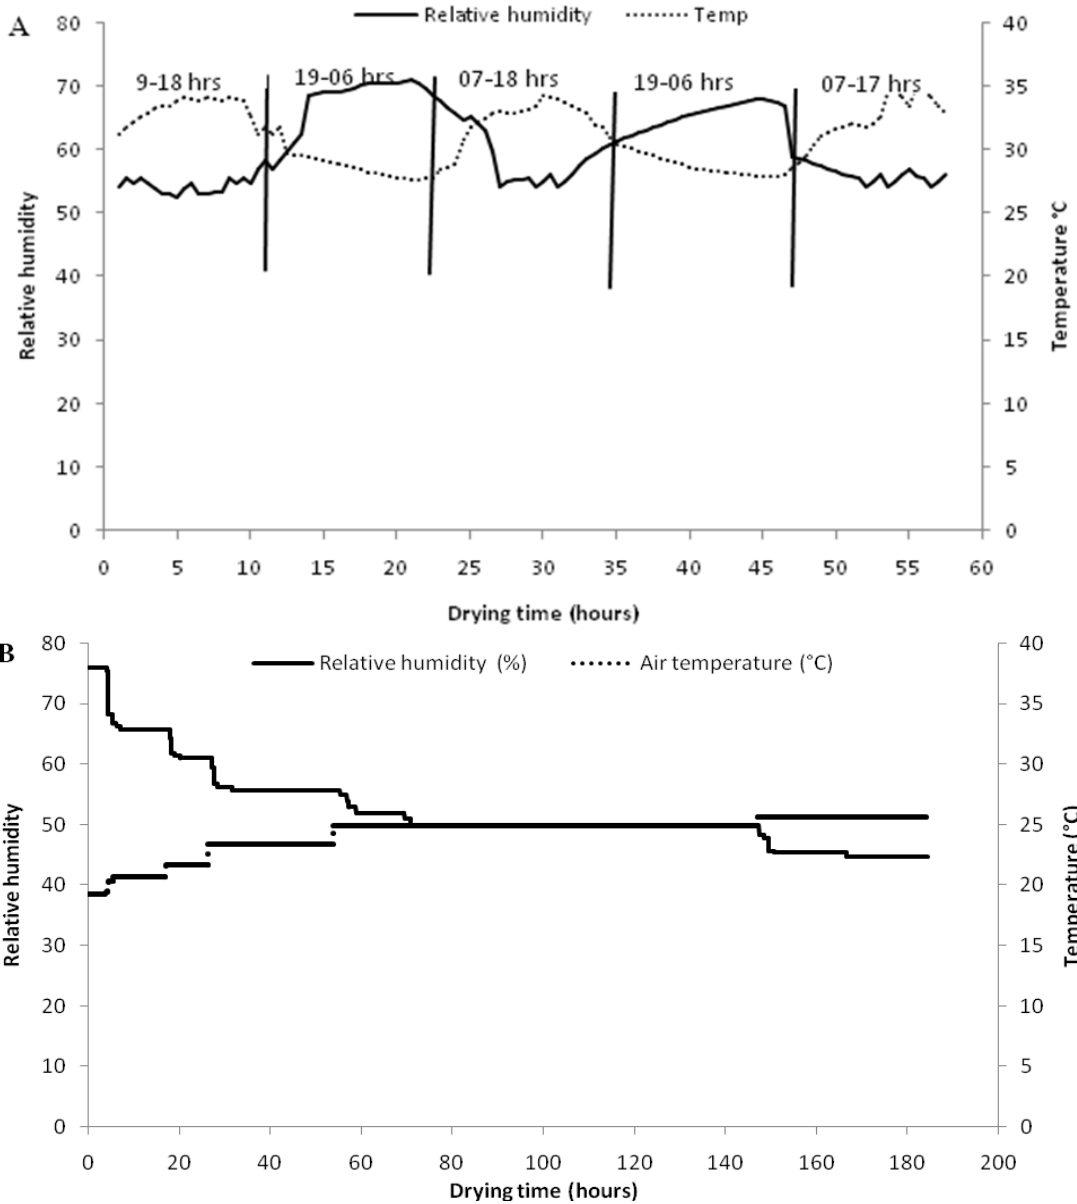 A
Relative humidity
Temp
80
70
60
50
40
30
20
10
0
Relative humidity
9-18 hrs
19-06 hrs
07-18 hrs
19-06 hrs
07-17 hrs
40
35
30
25
20
15
10
5
0
Temperature °C
0 5 10 15 20 25 30 35 40 45 50 55 60
Drying time (hours)
B
Relative humidity (%)
Air temperature (°C)
80
70
60
50
40
30
20
10
0
Relative humidity
40
35
30
25
20
15
10
5
0
Temperature (°C)
0 20 40 60 80 100 120 140 160 180 200
Drying time (hours)